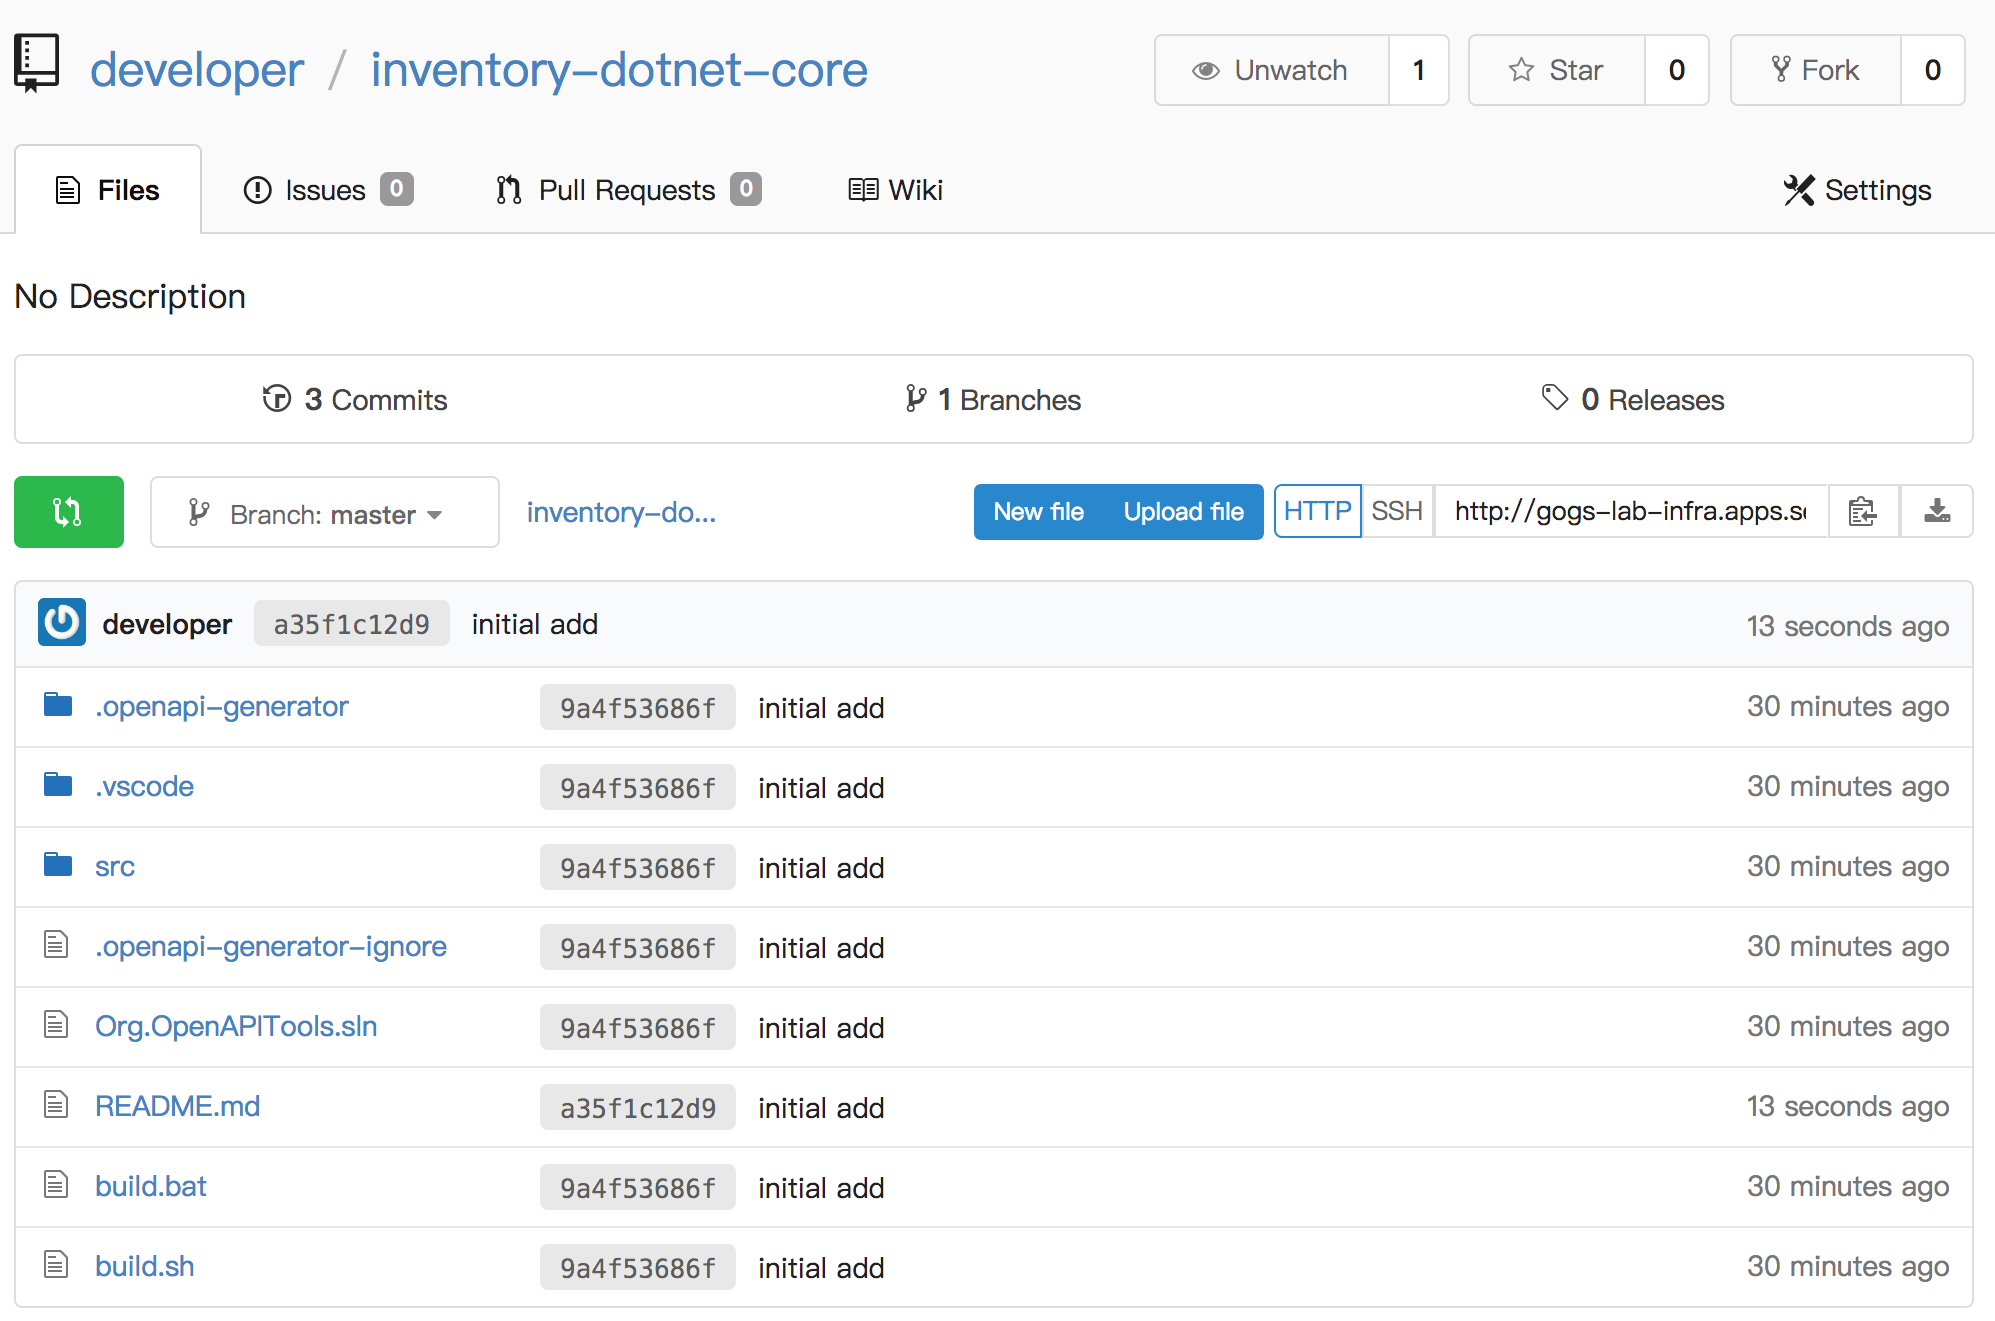 developer / inventory-dotnet-core
Unwatch 1 Star 0 Fork 0
Files Issues 0 Pull Requests 0 Wiki Settings
No Description
3 Commits 1 Branches 0 Releases
Branch: master inventory-do... New file Upload file HTTP SSH http://gogs-lab-infra.apps.s
developer a35f1c12d9 initial add 13 seconds ago
.openapi-generator 9a4f53686f initial add 30 minutes ago
.vscode 9a4f53686f initial add 30 minutes ago
src 9a4f53686f initial add 30 minutes ago
.openapi-generator-ignore 9a4f53686f initial add 30 minutes ago
Org.OpenAPITools.sln 9a4f53686f initial add 30 minutes ago
README.md a35f1c12d9 initial add 13 seconds ago
build.bat 9a4f53686f initial add 30 minutes ago
build.sh 9a4f53686f initial add 30 minutes ago